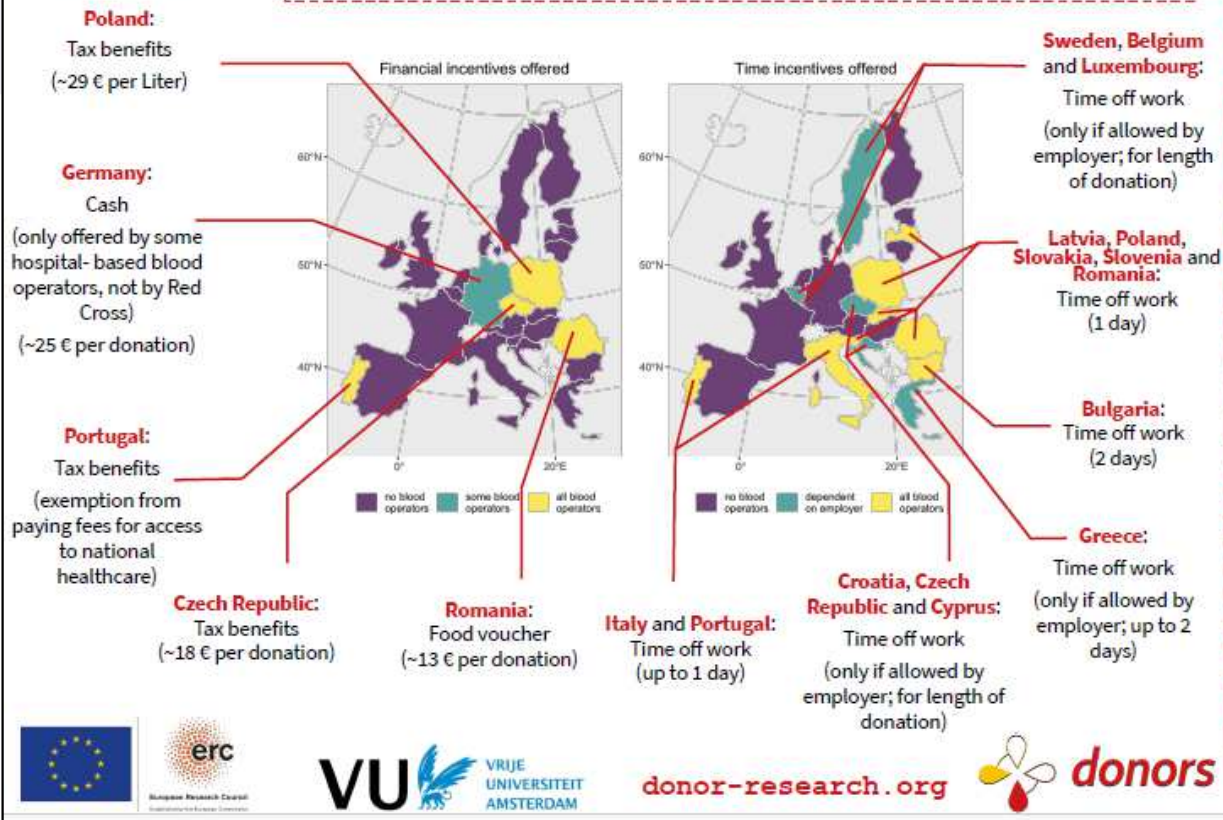 Poland:
Tax benefits
(~29 € per Liter)
Germany:
Cash
(only offered by some
hospital- based blood
operators, not by Red
Cross)
(~25 € per donation)
Portugal:
Tax benefits
(exemption from
paying fees for access
to national
healthcare)
Czech Republic:
Tax benefits
(~18 € per donation)
Romania:
Food voucher
(~13 € per donation)
Financial incentives offered
60°N
50°N
40°N
0°
20°E
no blood
operators
some blood
operators
all blood
operators
Time incentives offered
60°N
50°N
40°N
0°
20°E
no blood
operators
dependent
on employer
all blood
operators
Sweden, Belgium
and Luxembourg:
Time off work
(only if allowed by
employer; for length
of donation)
Latvia, Poland,
Slovakia, Slovenia and
Romania:
Time off work
(1 day)
Bulgaria:
Time off work
(2 days)
Greece:
Time off work
(only if allowed by
employer; up to 2
days)
Italy and Portugal:
Time off work
(up to 1 day)
Croatia, Czech
Republic and Cyprus:
Time off work
(only if allowed by
employer; for length of
donation)
erc
European Research Council
VU
VRIJE
UNIVERSITEIT
AMSTERDAM
donor-research.org
donors